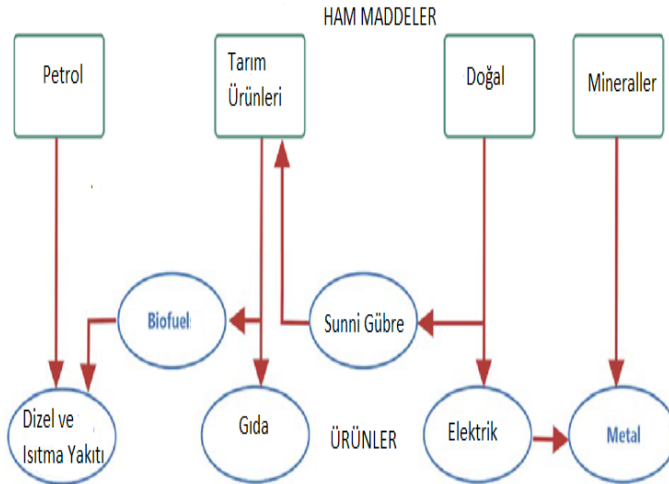 HAM MADDELER
Petrol
Tarım
Ürünleri
Doğal
Mineraller
Biofuel
Sunni Gübre
Dizel ve
Isıtma Yakıtı
Gıda
ÜRÜNLER
Elektrik
Metal